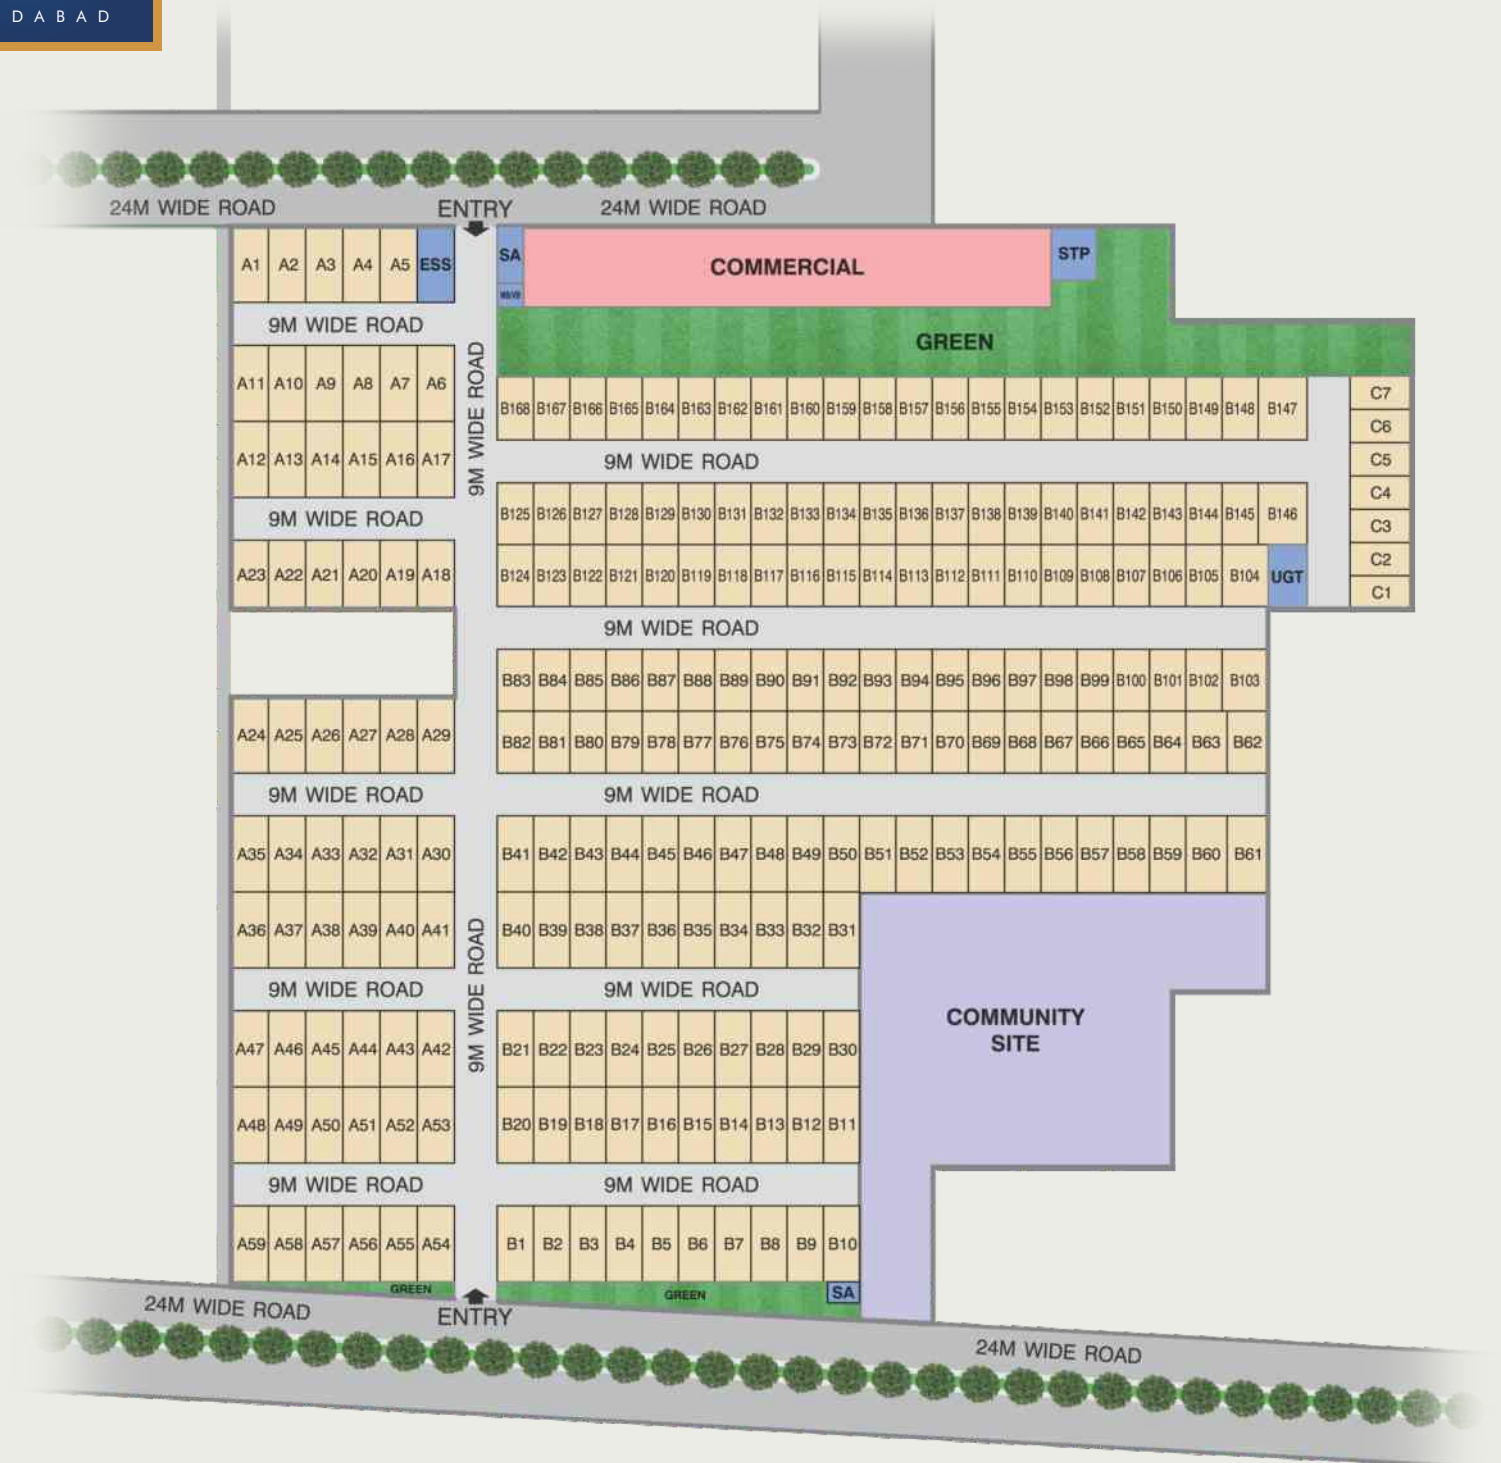 DABAD
24M WIDE ROAD
ENTRY
24M WIDE ROAD
A1 A2 A3 A4 A5 ESS
SA
COMMERCIAL
STP
9M WIDE ROAD
GREEN
A11 A10 A9 A8 A7 A6
9M WIDE ROAD
B168 B167 B166 B165 B164 B163 B162 B161 B160 B159 B158 B157 B156 B155 B154 B153 B152 B151 B150 B149 B148 B147
C7
C6
C5
C4
C3
C2
C1
A12 A13 A14 A15 A16 A17
9M WIDE ROAD
9M WIDE ROAD
B125 B126 B127 B128 B129 B130 B131 B132 B133 B134 B135 B136 B137 B138 B139 B140 B141 B142 B143 B144 B145 B146
A23 A22 A21 A20 A19 A18
B124 B123 B122 B121 B120 B119 B118 B117 B116 B115 B114 B113 B112 B111 B110 B109 B108 B107 B106 B105 B104 UGT
9M WIDE ROAD
B83 B84 B85 B86 B87 B88 B89 B90 B91 B92 B93 B94 B95 B96 B97 B98 B99 B100 B101 B102 B103
A24 A25 A26 A27 A28 A29
B82 B81 B80 B79 B78 B77 B76 B75 B74 B73 B72 B71 B70 B69 B68 B67 B66 B65 B64 B63 B62
9M WIDE ROAD
9M WIDE ROAD
A35 A34 A33 A32 A31 A30
B41 B42 B43 B44 B45 B46 B47 B48 B49 B50 B51 B52 B53 B54 B55 B56 B57 B58 B59 B60 B61
A36 A37 A38 A39 A40 A41
9M WIDE ROAD
B40 B39 B38 B37 B36 B35 B34 B33 B32 B31
9M WIDE ROAD
9M WIDE ROAD
COMMUNITY
SITE
A47 A46 A45 A44 A43 A42
B21 B22 B23 B24 B25 B26 B27 B28 B29 B30
A48 A49 A50 A51 A52 A53
B20 B19 B18 B17 B16 B15 B14 B13 B12 B11
9M WIDE ROAD
9M WIDE ROAD
A59 A58 A57 A56 A55 A54
B1 B2 B3 B4 B5 B6 B7 B8 B9 B10
GREEN
GREEN
SA
24M WIDE ROAD
ENTRY
24M WIDE ROAD